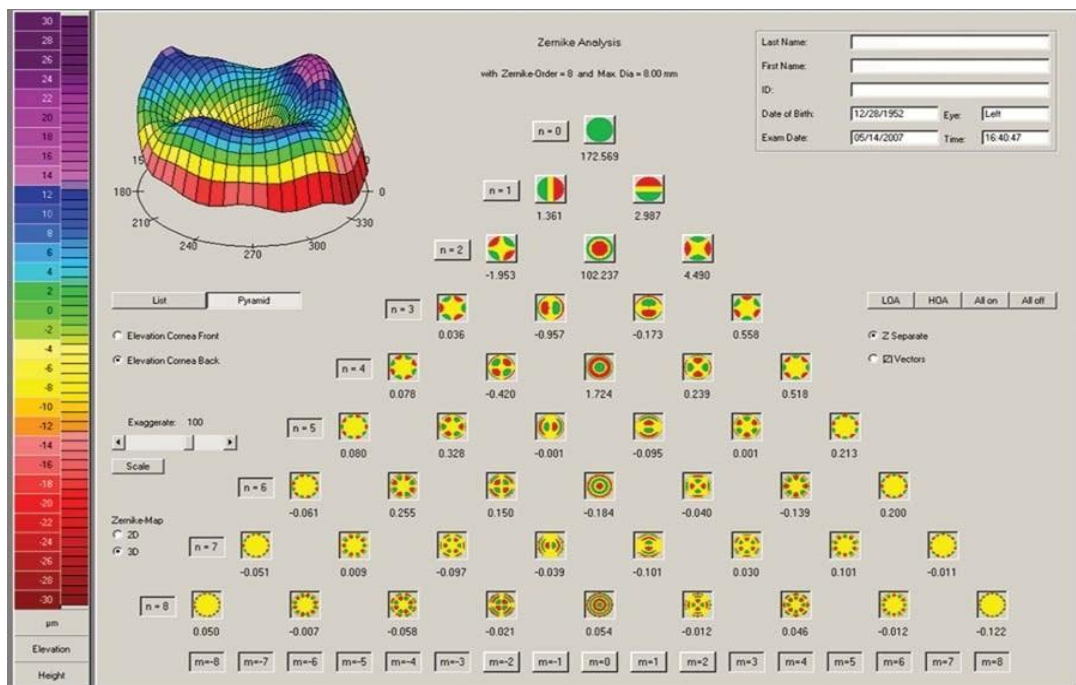 30
28
26
24
22
20
18
16
14
12
10
8
6
4
2
0
-2
-4
-6
-8
-10
-12
-14
-16
-18
-20
-22
-24
-26
-28
-30
µm
Elevation
Height
180
210
240
270
300
330
0
Zernike Analysis
with Zernike-Order = 8 and Max. Dia = 8.00 mm
Last Name:
First Name:
ID:
Date of Birth: 12/28/1952 Eye: Left
Exam Date: 05/14/2007 Time: 16:40:47
n = 0
172.569
n = 1
1.361 2.987
n = 2
-1.953 102.237 4.490
List Pyramid
LOA HOA All on All off
n = 3
0.036 -0.957 -0.173 0.558
Elevation Cornea Front
Elevation Cornea Back
Z Separate
|Z| Vectors
n = 4
0.078 -0.420 1.724 0.239 0.518
Exaggerate: 100
Scale
n = 5
0.080 0.328 -0.001 -0.095 0.001 0.213
n = 6
-0.061 0.255 0.150 -0.184 -0.040 -0.139 0.200
Zernike-Map
2D
3D
n = 7
-0.051 0.009 -0.097 -0.039 -0.101 0.030 0.101 -0.011
n = 8
0.050 -0.007 -0.058 -0.021 0.054 -0.012 0.046 -0.012 -0.122
m=-8 m=-7 m=-6 m=-5 m=-4 m=-3 m=-2 m=-1 m=0 m=1 m=2 m=3 m=4 m=5 m=6 m=7 m=8